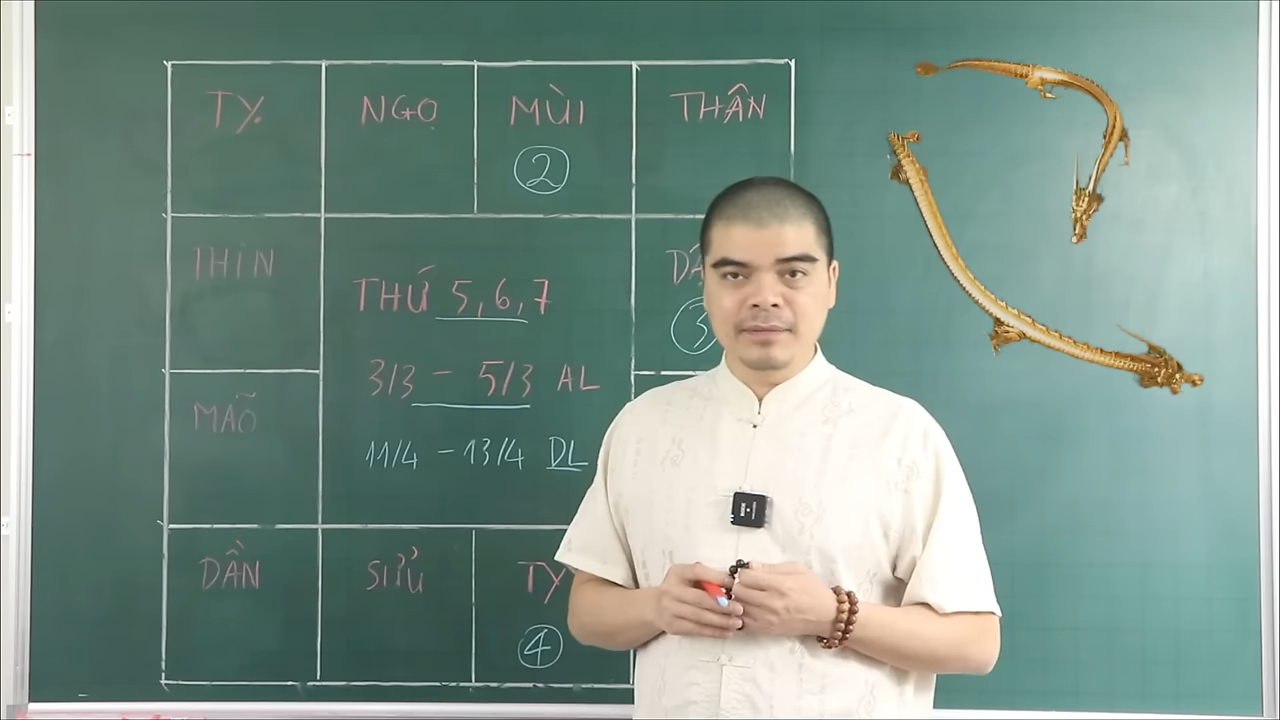 TỴ
NGỌ
MÙI
THÂN
②
THÌN
THỨ 5,6,7
③
3/3 – 5/3 AL
MÃO
11/4 – 13/4 DL
DẦN
SỬU
TÝ
④